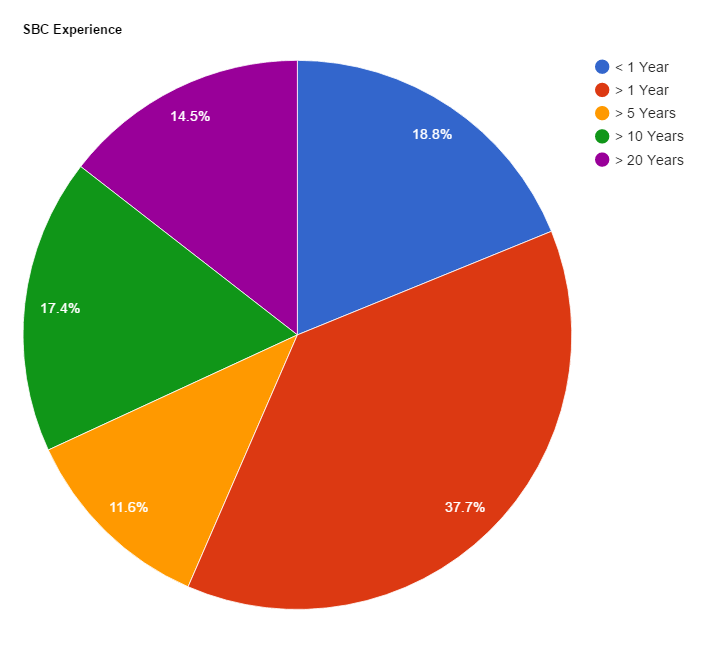 SBC Experience
< 1 Year
> 1 Year
> 5 Years
> 10 Years
> 20 Years
14.5%
18.8%
17.4%
11.6%
37.7%